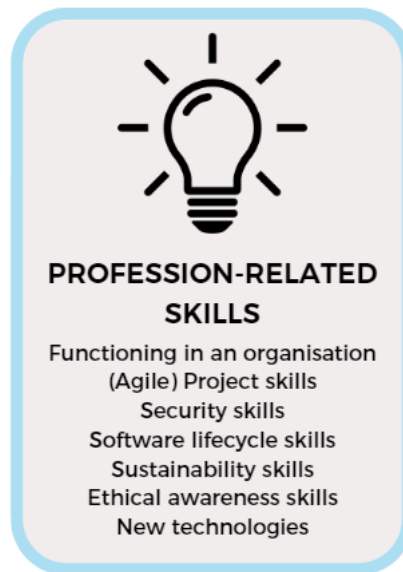 PROFESSION-RELATED
SKILLS
Functioning in an organisation
(Agile) Project skills
Security skills
Software lifecycle skills
Sustainability skills
Ethical awareness skills
New technologies